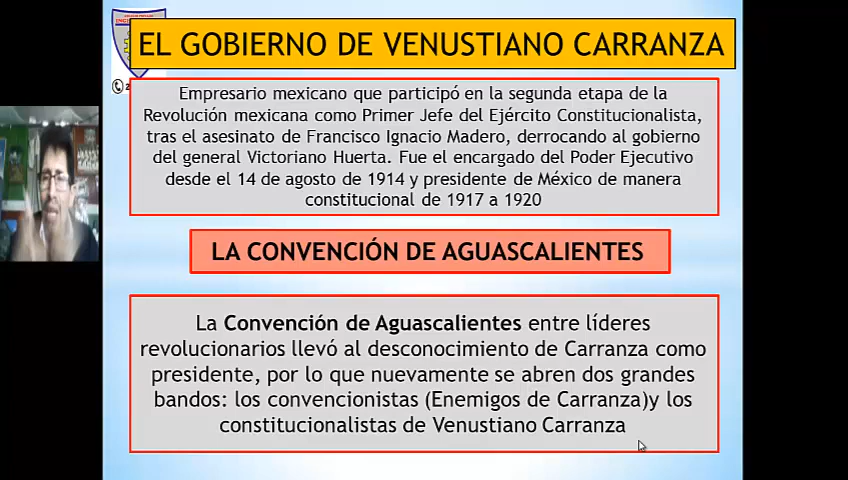 EL GOBIERNO DE VENUSTIANO CARRANZA
Empresario mexicano que participó en la segunda etapa de la
Revolución mexicana como Primer Jefe del Ejército Constitucionalista,
tras el asesinato de Francisco Ignacio Madero, derrocando al gobierno
del general Victoriano Huerta. Fue el encargado del Poder Ejecutivo
desde el 14 de agosto de 1914 y presidente de México de manera
constitucional de 1917 a 1920
LA CONVENCIÓN DE AGUASCALIENTES
La Convención de Aguascalientes entre líderes
revolucionarios llevó al desconocimiento de Carranza como
presidente, por lo que nuevamente se abren dos grandes
bandos: los convencionistas (Enemigos de Carranza)y los
constitucionalistas de Venustiano Carranza